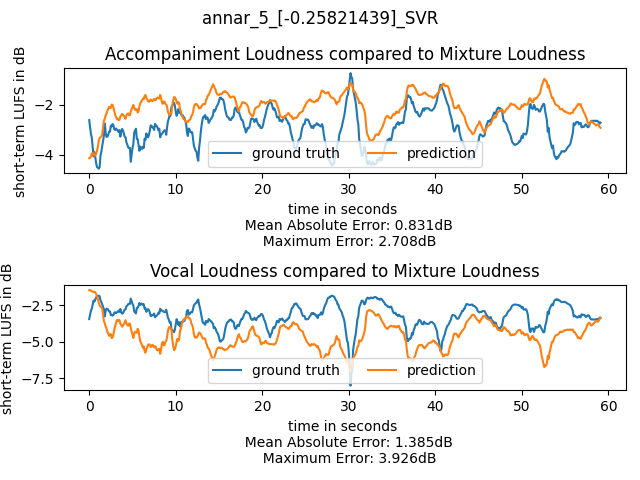 annar_5_[-0.25821439]_SVR
Accompaniment Loudness compared to Mixture Loudness
short-term LUFS in dB
−2
−4
ground truth
prediction
0 10 20 30 40 50 60
time in seconds
Mean Absolute Error: 0.831dB
Maximum Error: 2.708dB
Vocal Loudness compared to Mixture Loudness
short-term LUFS in dB
−2.5
−5.0
−7.5
ground truth
prediction
0 10 20 30 40 50 60
time in seconds
Mean Absolute Error: 1.385dB
Maximum Error: 3.926dB